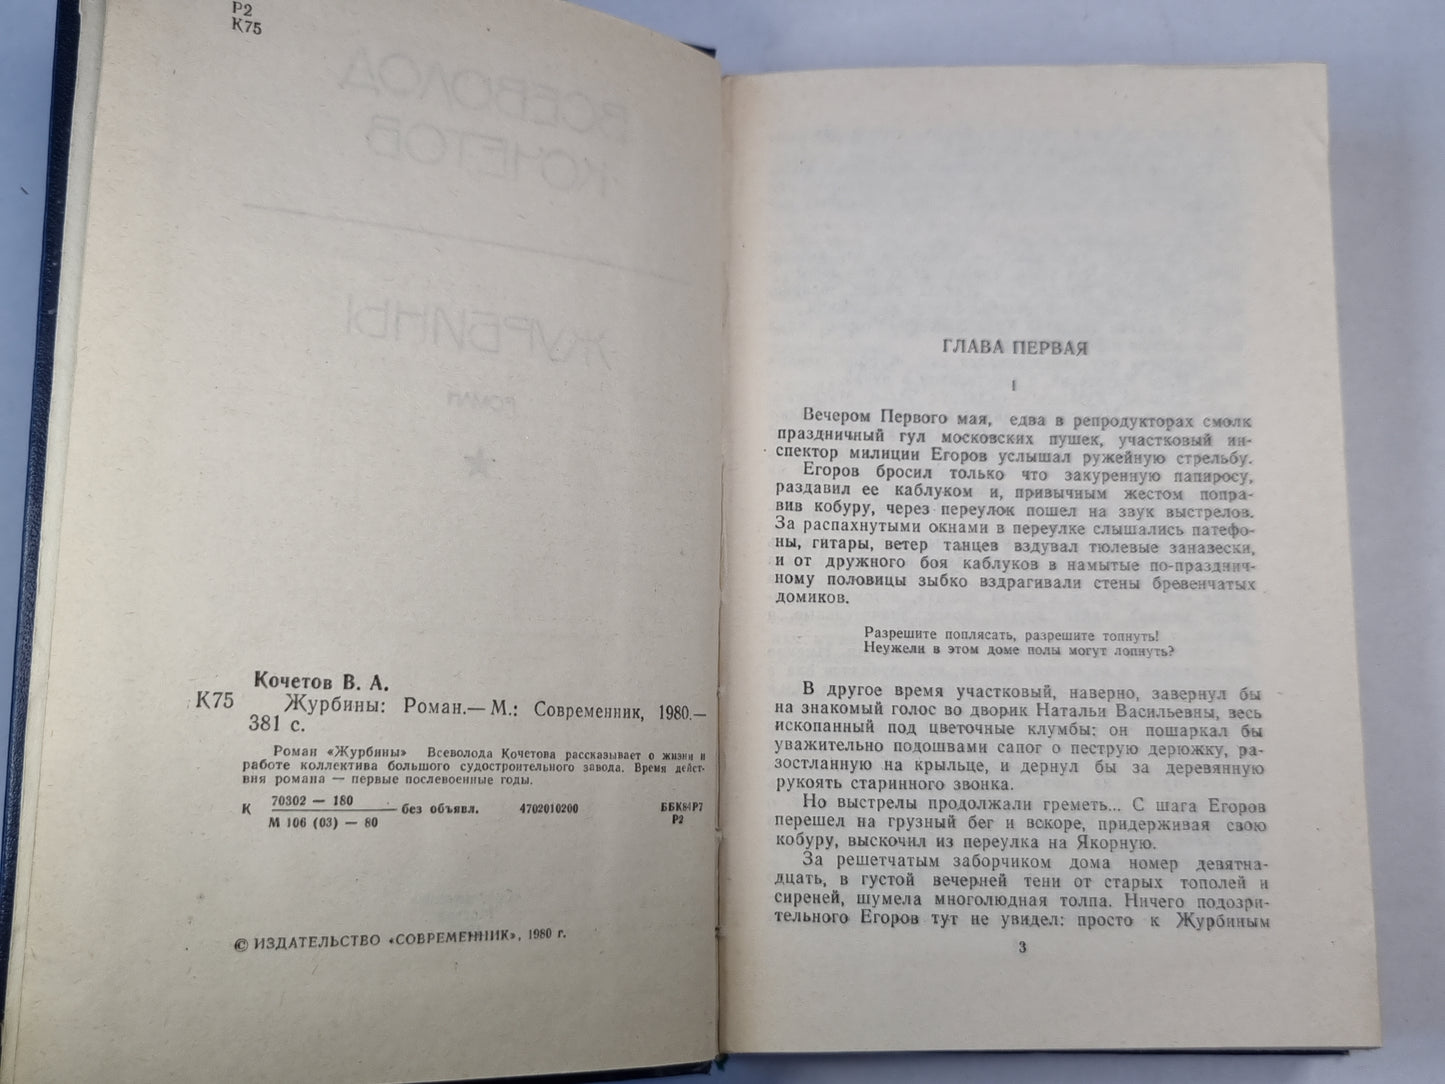 Р2
К75
ВСЕВОЛОД
КОЧЕТОВ
ЖУРБИНЫ
РОМАН
Кочетов В. А.
К75 Журбины: Роман.— М.: Современник, 1980.—
381 с.
Роман «Журбины» Всеволода Кочетова рассказывает о жизни и
работе коллектива большого судостроительного завода. Время дейст-
вия романа — первые послевоенные годы.
К 70302 — 180
М 106 (03) — 80
без объявл. 4702010200 ББК84Р7
Р2
© ИЗДАТЕЛЬСТВО «СОВРЕМЕННИК», 1980 г.
ГЛАВА ПЕРВАЯ
1
Вечером Первого мая, едва в репродукторах смолк
праздничный гул московских пушек, участковый ин-
спектор милиции Егоров услышал ружейную стрельбу.
Егоров бросил только что закуренную папиросу,
раздавил ее каблуком и, привычным жестом поправ-
вив кобуру, через переулок пошел на звук выстрелов.
За распахнутыми окнами в переулке слышались патефо-
ны, гитары, ветер танцев вздувал тюлевые занавески,
и от дружного боя каблуков в намытые по-празднич-
ному половицы зыбко вздрагивали стены бревенчатых
домиков.
Разрешите поплясать, разрешите топнуть!
Неужели в этом доме полы могут лопнуть?
В другое время участковый, наверно, завернул бы
на знакомый голос во дворик Натальи Васильевны, весь
ископанный под цветочные клумбы; он пошаркал бы
уважительно подошвами сапог о пеструю дерюжку, ра-
зостланную на крыльце, и дернул бы за деревянную
рукоять старинного звонка.
Но выстрелы продолжали греметь... С шага Егоров
перешел на грузный бег и вскоре, придерживая свою
кобуру, выскочил из переулка на Якорную.
За решетчатым заборчиком дома номер девятна-
дцать, в густой вечерней тени от старых тополей и
сиреней, шумела многолюдная толпа. Ничего подозри-
тельного Егоров тут не увидел: просто к Журбиным
3